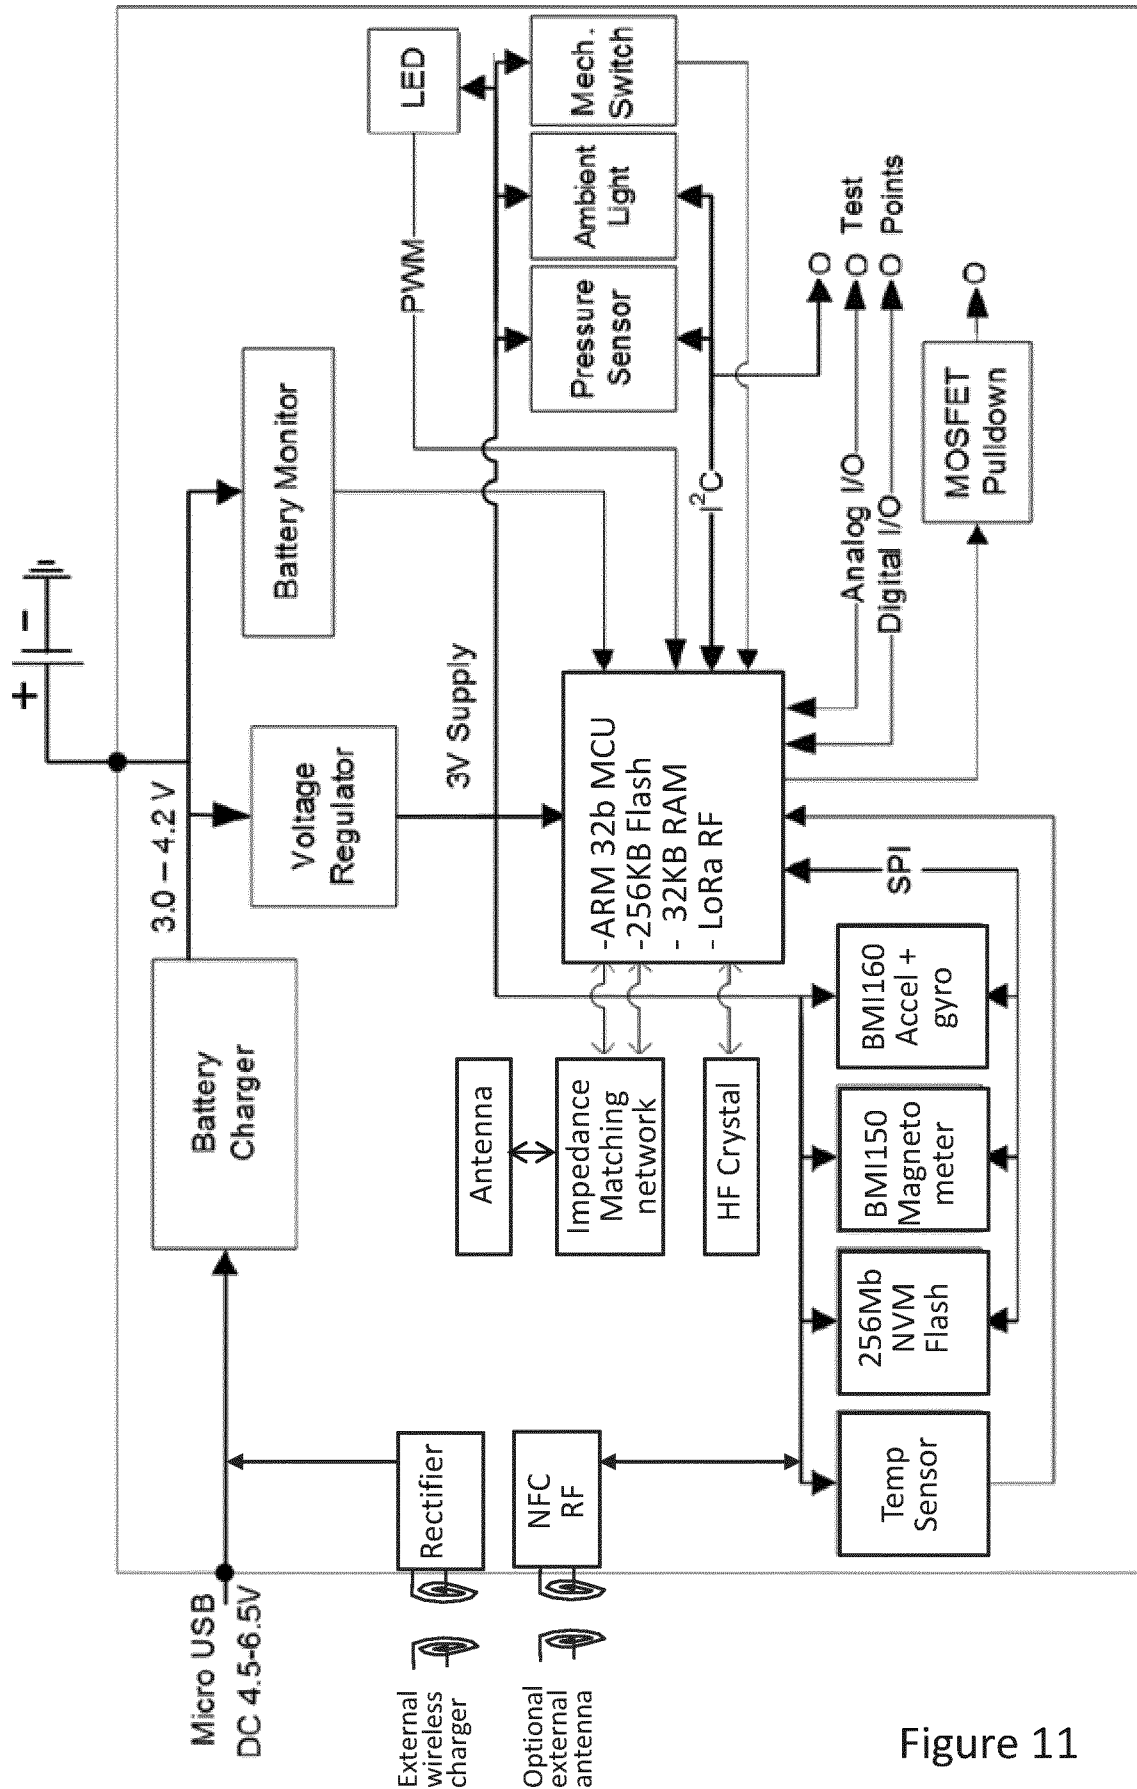 Micro USB
DC 4.5-6.5V
Battery
Charger
3.0 – 4.2 V
+
−
Voltage
Regulator
Battery Monitor
LED
PWM
3V Supply
Mech.
Switch
Ambient
Light
Pressure
Sensor
External
wireless
charger
Rectifier
Optional
external
antenna
NFC
RF
Antenna
Impedance
Matching
network
HF Crystal
-ARM 32b MCU
-256KB Flash
- 32KB RAM
- LoRa RF
I²C
Analog I/O
Digital I/O
Test
Points
MOSFET
Pulldown
SPI
Temp
Sensor
256Mb
NVM
Flash
BMI150
Magneto
meter
BMI160
Accel +
gyro
Figure 11